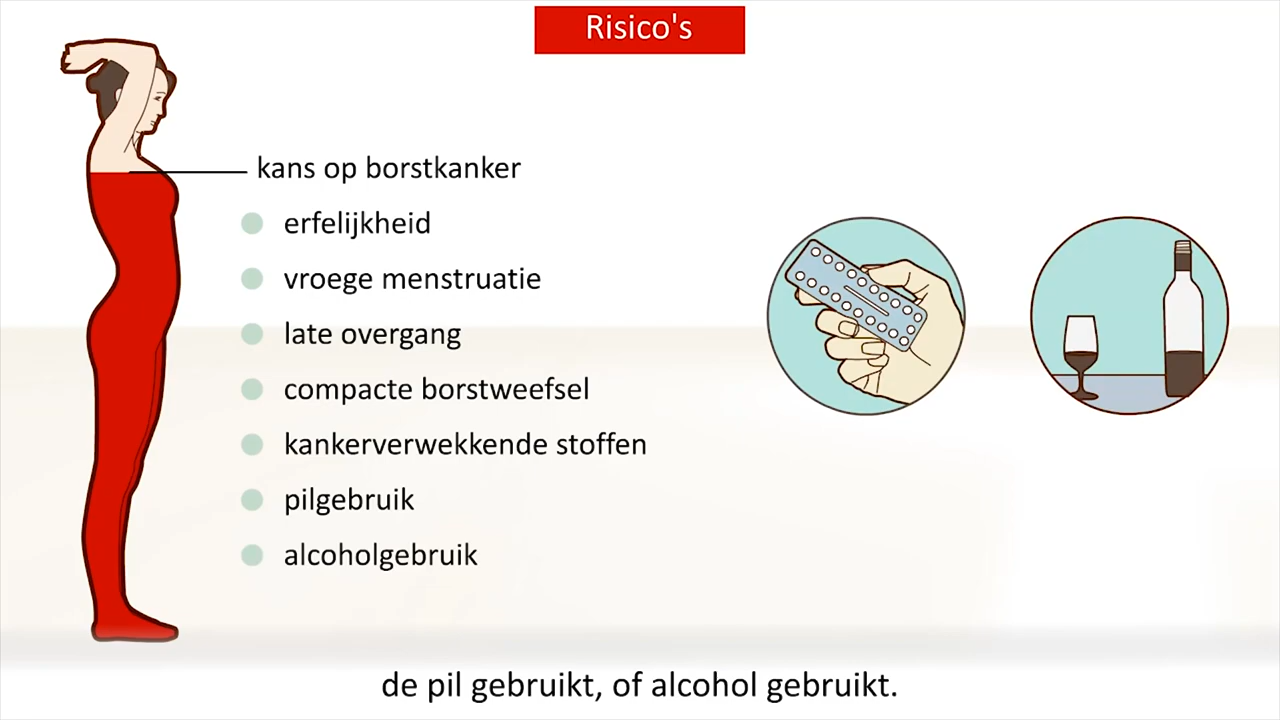 Risico's
kans op borstkanker
erfelijkheid
vroege menstruatie
late overgang
compacte borstweefsel
kankerverwekkende stoffen
pilgebruik
alcoholgebruik
de pil gebruikt, of alcohol gebruikt.